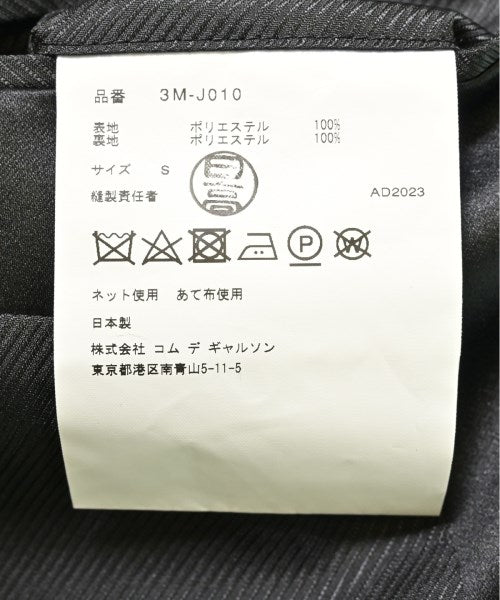 品番 3M-J010
表地 ポリエステル 100%
裏地 ポリエステル 100%
サイズ S
縫製責任者 AD2023
P W
ネット使用 あて布使用
日本製
株式会社 コム デ ギャルソン
東京都港区南青山5-11-5